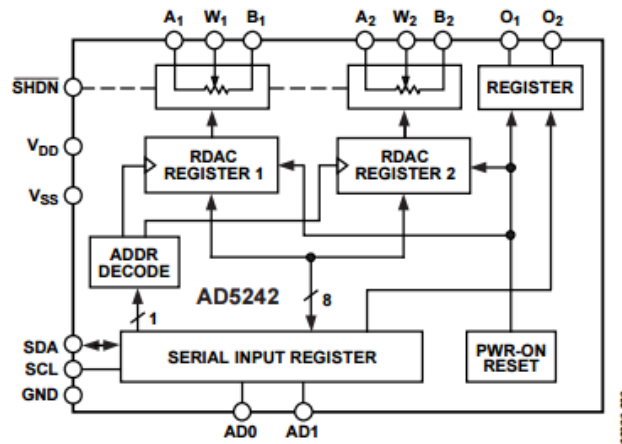 A1 W1 B1 A2 W2 B2 O1 O2
SHDN
REGISTER
VDD
RDAC
REGISTER 1
RDAC
REGISTER 2
VSS
ADDR
DECODE
AD5242
8
1
SDA
SERIAL INPUT REGISTER
PWR-ON
RESET
SCL
GND
AD0 AD1